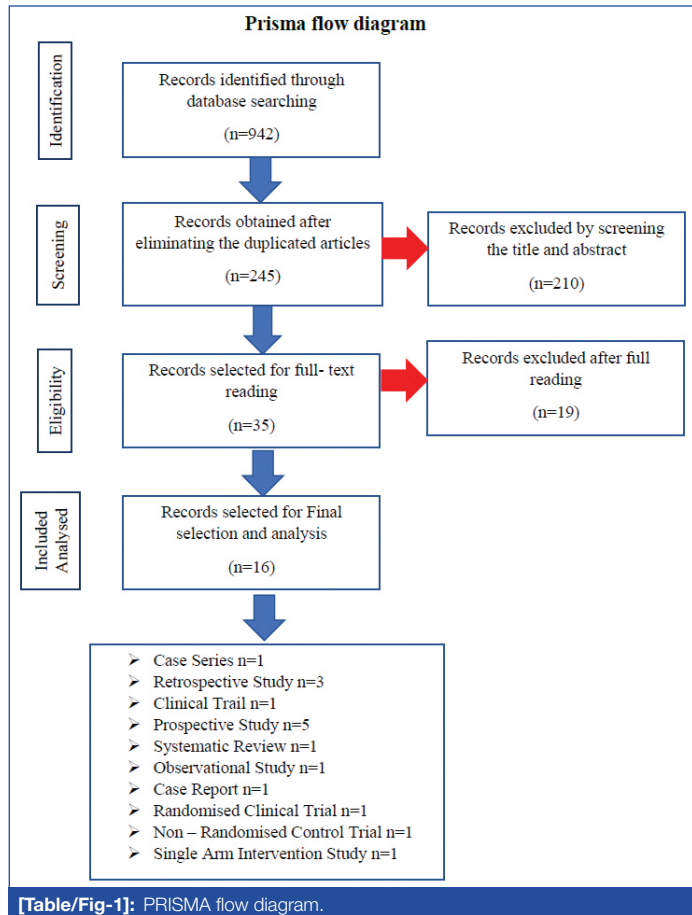 Prisma flow diagram
Identification
Records identified through
database searching
(n=942)
Screening
Records obtained after
eliminating the duplicated articles
(n=245)
Records excluded by screening
the title and abstract
(n=210)
Eligibility
Records selected for full- text
reading
(n=35)
Records excluded after full
reading
(n=19)
Included
Analysed
Records selected for Final
selection and analysis
(n=16)
➢ Case Series n=1
➢ Retrospective Study n=3
➢ Clinical Trail n=1
➢ Prospective Study n=5
➢ Systematic Review n=1
➢ Observational Study n=1
➢ Case Report n=1
➢ Randomised Clinical Trial n=1
➢ Non – Randomised Control Trial n=1
➢ Single Arm Intervention Study n=1
[Table/Fig-1]: PRISMA flow diagram.